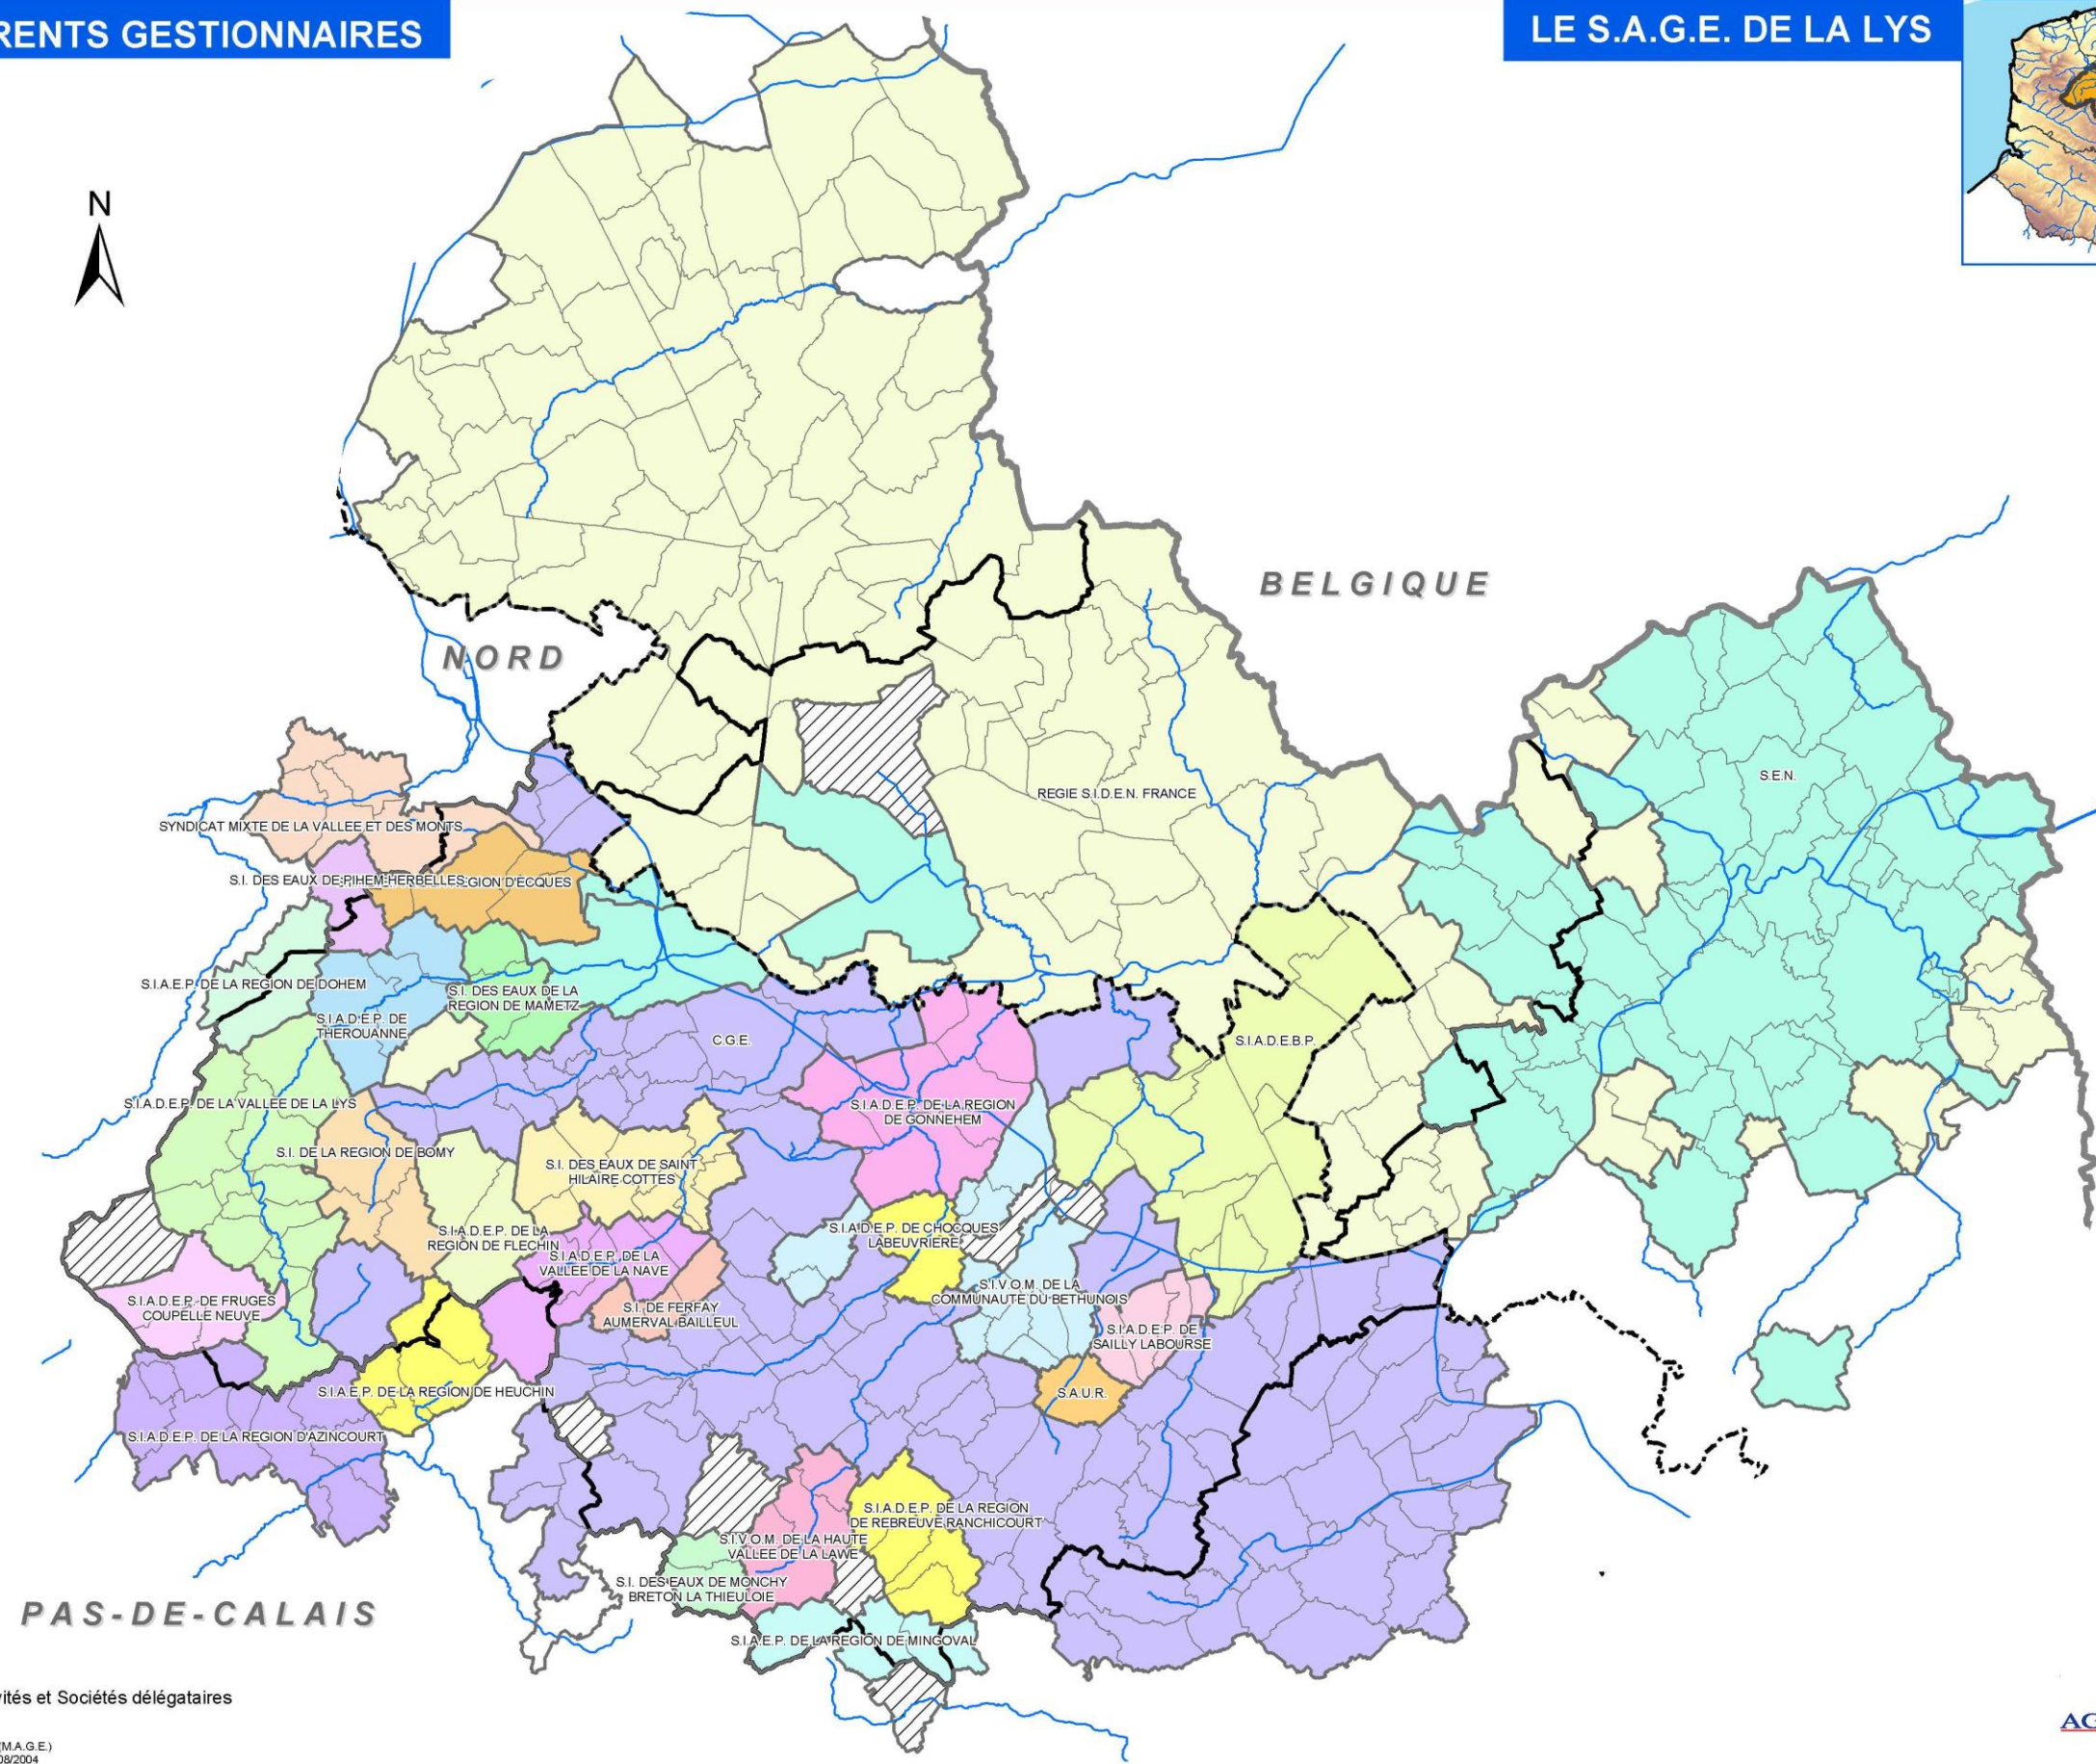 RENTS GESTIONNAIRES
LE S.A.G.E. DE LA LYS
N
BELGIQUE
NORD
S.E.N.
REGIE S.I.D.E.N. FRANCE
SYNDICAT MIXTE DE LA VALLEE ET DES MONTS
S.I. DES EAUX DE PIHEM-HERBELLES
GION D'ECQUES
S.I.A.E.P. DE LA REGION DE DOHEM
S.I. DES EAUX DE LA
REGION DE MAMETZ
S.I.A.D.E.P. DE
THEROUANNE
C.G.E.
S.I.A.D.E.B.P.
S.I.A.D.E.P. DE LA VALLEE DE LA LYS
S.I.A.D.E.P. DE LA REGION
DE GONNEHEM
S.I. DE LA REGION DE BOMY
S.I. DES EAUX DE SAINT
HILAIRE COTTES
S.I.A.D.E.P. DE LA
REGION DE FLECHIN
S.I.A.D.E.P. DE CHOCQUES
LABEUVRIERE
S.I.A.D.E.P. DE LA
VALLEE DE LA NAVE
S.I.V.O.M. DE LA
COMMUNAUTE DU BETHUNOIS
S.I.A.D.E.P. DE FRUGES
COUPELLE NEUVE
S.I. DE FERFAY
AUMERVAL BAILLEUL
S.I.A.D.E.P. DE
SAILLY LABOURSE
S.I.A.E.P. DE LA REGION DE HEUCHIN
S.A.U.R.
S.I.A.D.E.P. DE LA REGION D'AZINCOURT
S.I.A.D.E.P. DE LA REGION
DE REBREUVE RANCHICOURT
S.I.V.O.M. DE LA HAUTE
VALLEE DE LA LAWE
S.I. DES EAUX DE MONCHY
BRETON LA THIEULOIE
PAS-DE-CALAIS
S.I.A.E.P. DE LA REGION DE MINGOVAL
vités et Sociétés délégataires
AG
(M.A.G.E.)
08/2004